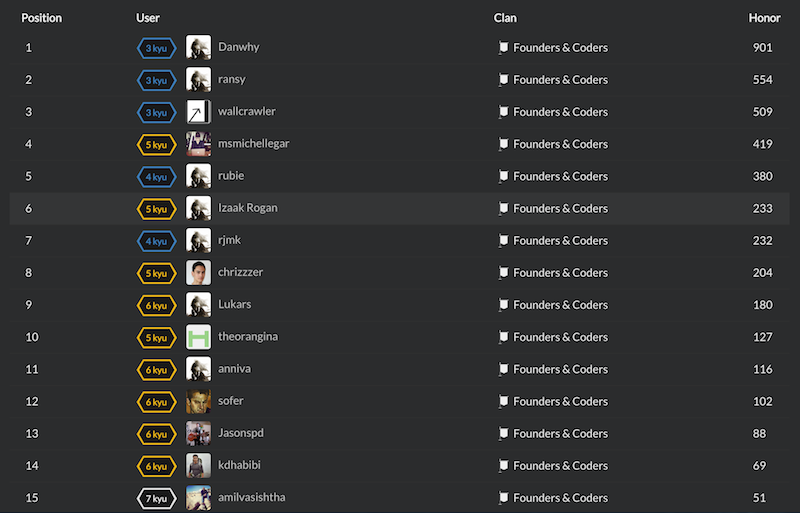 Position User Clan Honor
1 3 kyu Danwhy Founders & Coders 901
2 3 kyu ransy Founders & Coders 554
3 3 kyu wallcrawler Founders & Coders 509
4 5 kyu msmichellegar Founders & Coders 419
5 4 kyu rubie Founders & Coders 380
6 5 kyu Izaak Rogan Founders & Coders 233
7 4 kyu rjmk Founders & Coders 232
8 5 kyu chrizzzer Founders & Coders 204
9 6 kyu Lukars Founders & Coders 180
10 5 kyu theorangina Founders & Coders 127
11 6 kyu anniva Founders & Coders 116
12 6 kyu sofer Founders & Coders 102
13 6 kyu Jasonspd Founders & Coders 88
14 6 kyu kdhabibi Founders & Coders 69
15 7 kyu amilvasishtha Founders & Coders 51